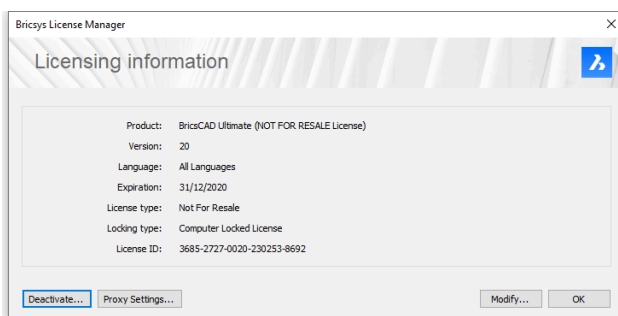 Bricsys License Manager
Licensing information
Product: BricsCAD Ultimate (NOT FOR RESALE License)
Version: 20
Language: All Languages
Expiration: 31/12/2020
License type: Not For Resale
Locking type: Computer Locked License
License ID: 3685-2727-0020-230253-8692
Deactivate... Proxy Settings... Modify... OK